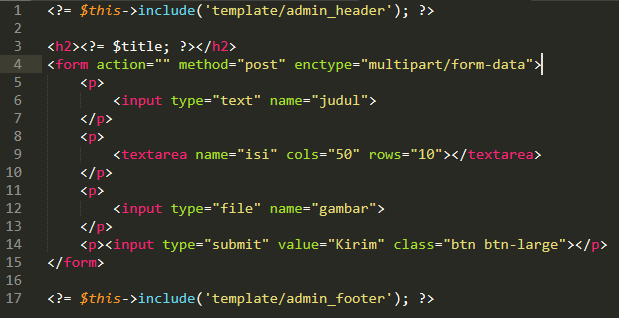 1 <?= $this->include('template/admin_header'); ?>
2
3 <h2><?= $title; ?></h2>
4 <form action="" method="post" enctype="multipart/form-data">
5     <p>
6         <input type="text" name="judul">
7     </p>
8     <p>
9         <textarea name="isi" cols="50" rows="10"></textarea>
10     </p>
11     <p>
12         <input type="file" name="gambar">
13     </p>
14     <p><input type="submit" value="Kirim" class="btn btn-large"></p>
15 </form>
16
17 <?= $this->include('template/admin_footer'); ?>